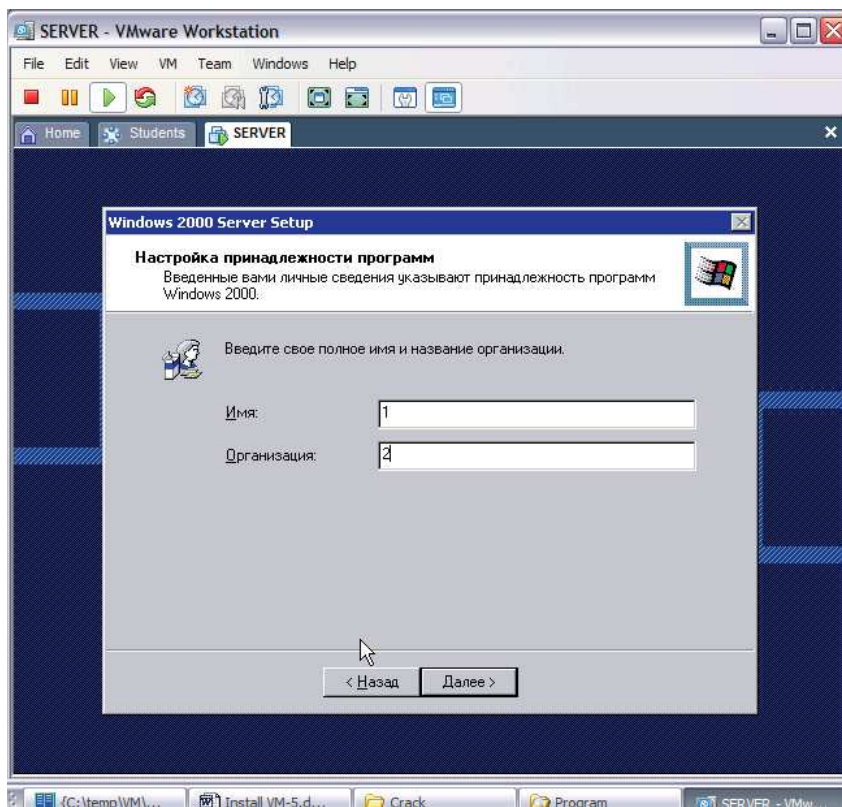 SERVER - VMware Workstation
File Edit View VM Team Windows Help
Home Students SERVER
Windows 2000 Server Setup
Настройка принадлежности программ
Введенные вами личные сведения указывают принадлежность программ
Windows 2000.
Введите свое полное имя и название организации.
Имя: 1
Организация: 2
< Назад Далее >
{C:\temp\VM\... Install VM-5.d... Crack Program SERVER - VMw...